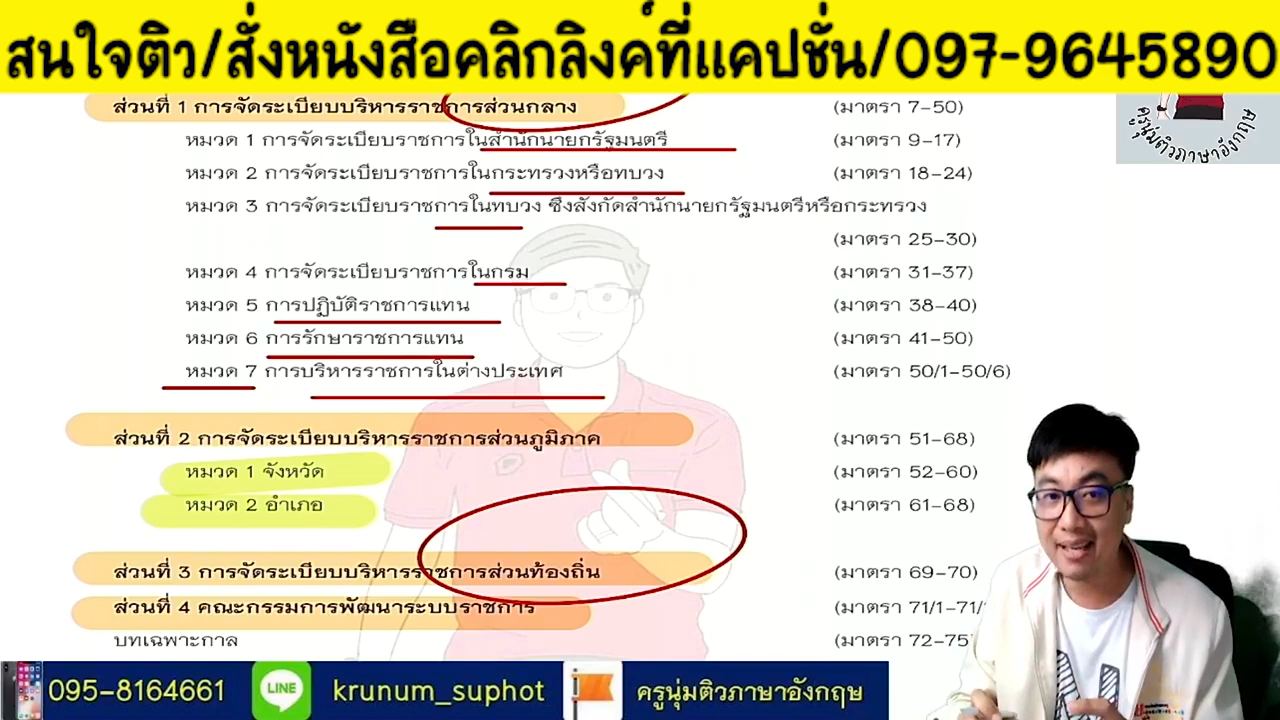 สนใจติว/สั่งหนังสือคลิกลิงค์ที่แคปชั่น/097-9645890
ส่วนที่ 1 การจัดระเบียบบริหารราชการส่วนกลาง (มาตรา 7-50)
หมวด 1 การจัดระเบียบราชการในสำนักนายกรัฐมนตรี (มาตรา 9-17)
หมวด 2 การจัดระเบียบราชการในกระทรวงหรือทบวง (มาตรา 18-24)
หมวด 3 การจัดระเบียบราชการในทบวง ซึ่งสังกัดสำนักนายกรัฐมนตรีหรือกระทรวง
(มาตรา 25-30)
หมวด 4 การจัดระเบียบราชการในกรม (มาตรา 31-37)
หมวด 5 การปฏิบัติราชการแทน (มาตรา 38-40)
หมวด 6 การรักษาราชการแทน (มาตรา 41-50)
หมวด 7 การบริหารราชการในต่างประเทศ (มาตรา 50/1-50/6)
ส่วนที่ 2 การจัดระเบียบบริหารราชการส่วนภูมิภาค (มาตรา 51-68)
หมวด 1 จังหวัด (มาตรา 52-60)
หมวด 2 อำเภอ (มาตรา 61-68)
ส่วนที่ 3 การจัดระเบียบบริหารราชการส่วนท้องถิ่น (มาตรา 69-70)
ส่วนที่ 4 คณะกรรมการพัฒนาระบบราชการ (มาตรา 71/1-71/
บทเฉพาะกาล (มาตรา 72-75
ครูนุ่มติวภาษาอังกฤษ
095-8164661 LINE krunum_suphot ครูนุ่มติวภาษาอังกฤษ